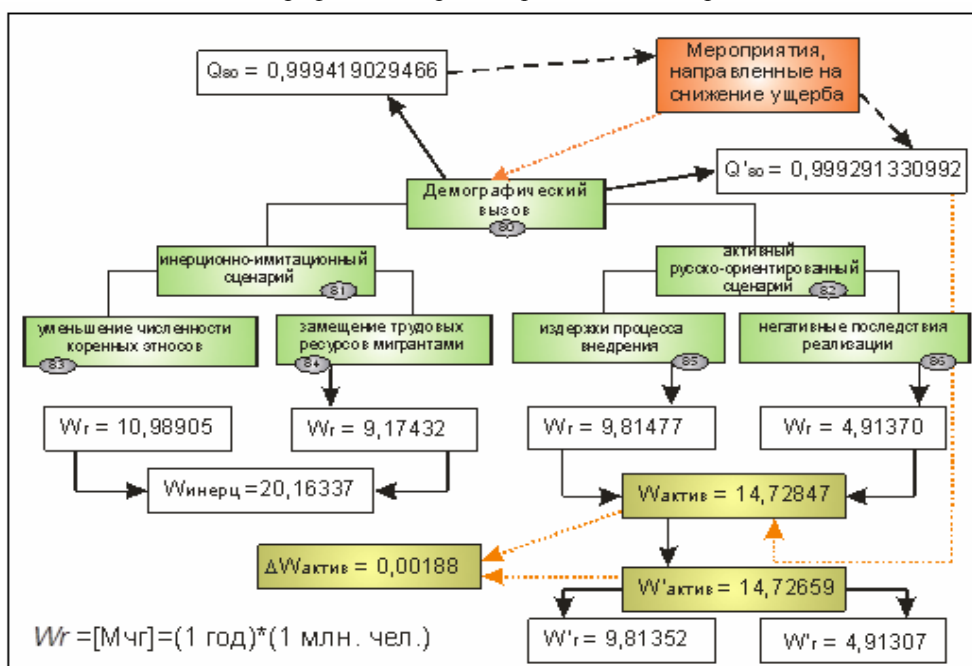 Мероприятия,
направленные на
снижение ущерба
Q80 = 0,999419029466
Q'80 = 0,999291330992
Демографический
вызов
80
инерционно-имитационный
сценарий
81
активный
русско-ориентированный
сценарий
82
уменьшение численности
коренных этносов
83
замещение трудовых
ресурсов мигрантами
84
издержки процесса
внедрения
85
негативные последствия
реализации
86
Wr = 10,98905
Wr = 9,17432
Wr = 9,81477
Wr = 4,91370
Wинерц=20,16337
Wактив = 14,72847
ΔWактив = 0,00188
W'актив = 14,72659
Wr =[Мчг]=(1 год)*(1 млн. чел.)
W'r = 9,81352
W'r = 4,91307